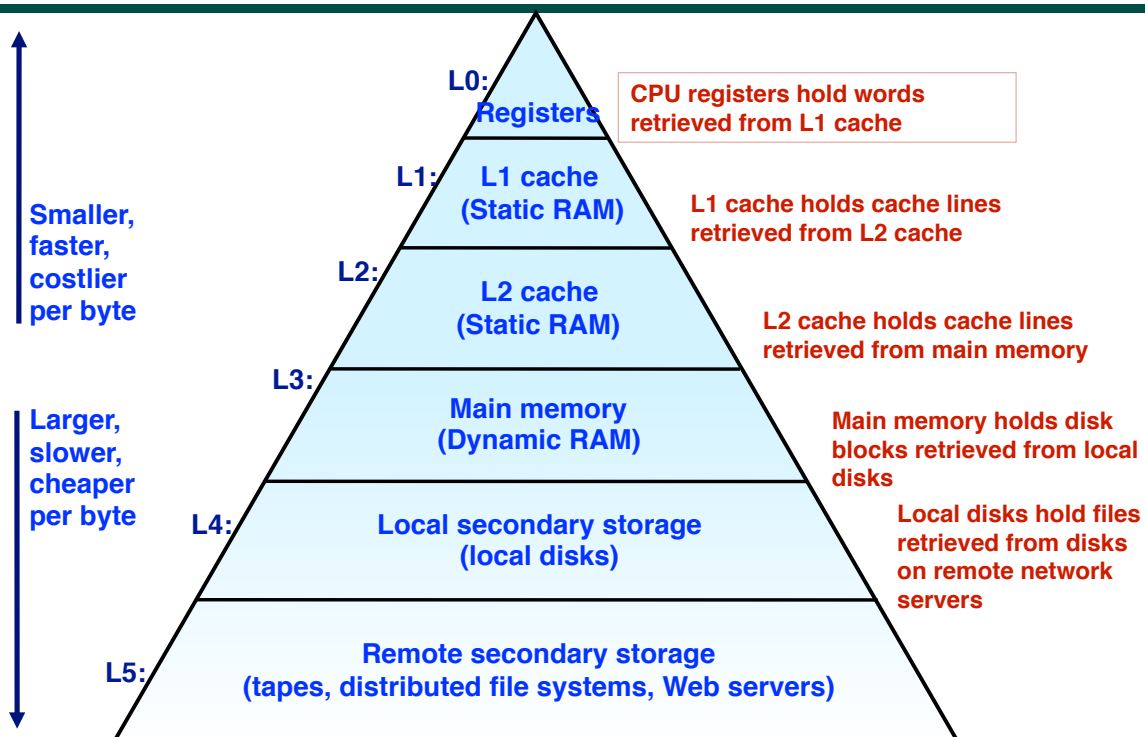 L0:
Registers
CPU registers hold words
retrieved from L1 cache
L1:
L1 cache
(Static RAM)
L1 cache holds cache lines
retrieved from L2 cache
Smaller,
faster,
costlier
per byte
L2:
L2 cache
(Static RAM)
L2 cache holds cache lines
retrieved from main memory
L3:
Main memory
(Dynamic RAM)
Main memory holds disk
blocks retrieved from local
disks
Larger,
slower,
cheaper
per byte
L4:
Local secondary storage
(local disks)
Local disks hold files
retrieved from disks
on remote network
servers
L5:
Remote secondary storage
(tapes, distributed file systems, Web servers)